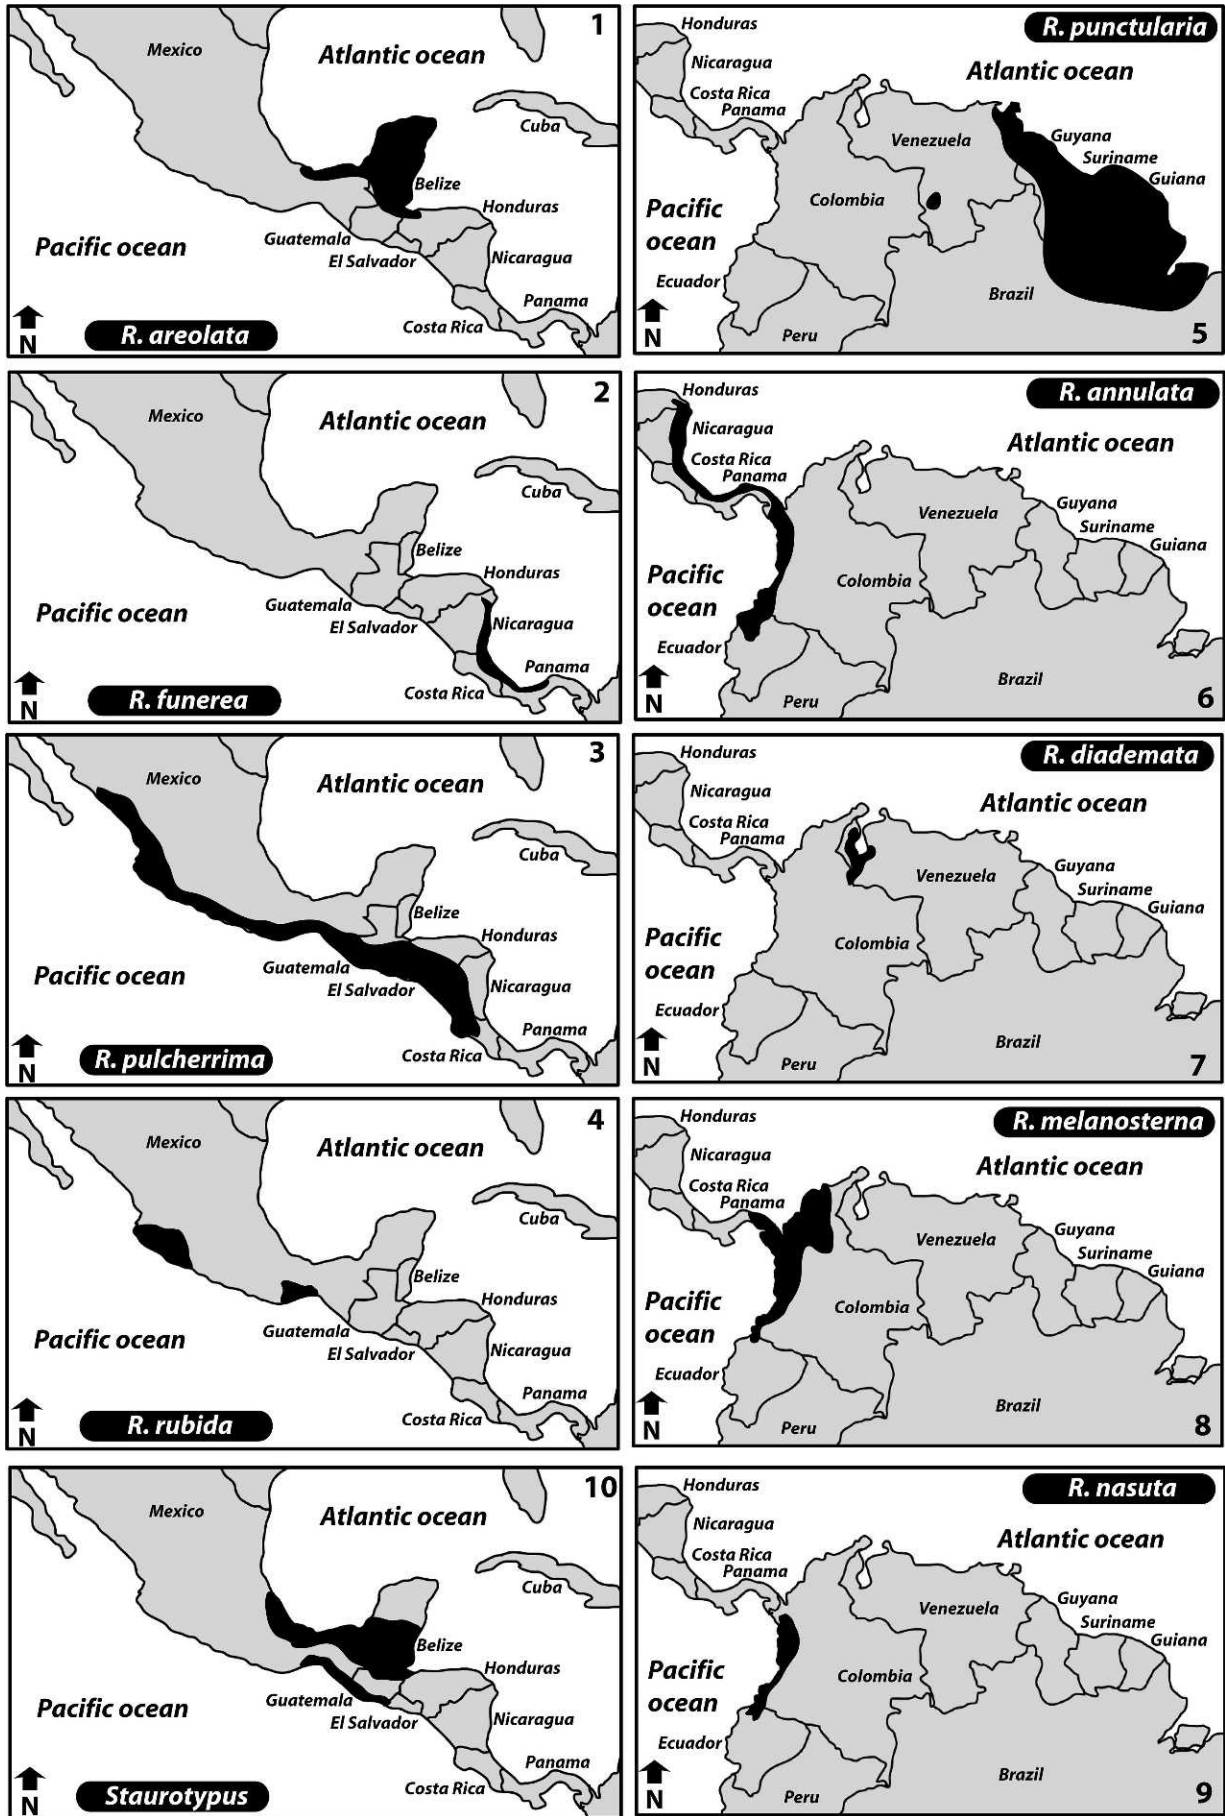 1
Mexico
Atlantic ocean
Cuba
Belize
Honduras
Guatemala
Pacific ocean
El Salvador
Nicaragua
Panama
Costa Rica
N
R. areolata
2
Mexico
Atlantic ocean
Cuba
Belize
Honduras
Guatemala
Pacific ocean
El Salvador
Nicaragua
Panama
Costa Rica
N
R. funerea
3
Mexico
Atlantic ocean
Cuba
Belize
Honduras
Guatemala
Pacific ocean
El Salvador
Nicaragua
Panama
Costa Rica
N
R. pulcherrima
4
Mexico
Atlantic ocean
Cuba
Belize
Honduras
Guatemala
Pacific ocean
El Salvador
Nicaragua
Panama
Costa Rica
N
R. rubida
10
Mexico
Atlantic ocean
Cuba
Belize
Honduras
Guatemala
Pacific ocean
El Salvador
Nicaragua
Panama
Costa Rica
N
Staurotypus
R. punctularia
Honduras
Nicaragua
Atlantic ocean
Costa Rica
Panama
Venezuela
Guyana
Suriname
Guiana
Colombia
Pacific
ocean
Ecuador
Brazil
Peru
N
5
R. annulata
Honduras
Nicaragua
Atlantic ocean
Costa Rica
Panama
Venezuela
Guyana
Suriname
Guiana
Colombia
Pacific
ocean
Ecuador
Brazil
Peru
N
6
R. diademata
Honduras
Nicaragua
Atlantic ocean
Costa Rica
Panama
Venezuela
Guyana
Suriname
Guiana
Colombia
Pacific
ocean
Ecuador
Brazil
Peru
N
7
R. melanosterna
Honduras
Nicaragua
Atlantic ocean
Costa Rica
Panama
Venezuela
Guyana
Suriname
Guiana
Colombia
Pacific
ocean
Ecuador
Brazil
Peru
N
8
R. nasuta
Honduras
Nicaragua
Atlantic ocean
Costa Rica
Panama
Venezuela
Guyana
Suriname
Guiana
Colombia
Pacific
ocean
Ecuador
Brazil
Peru
N
9